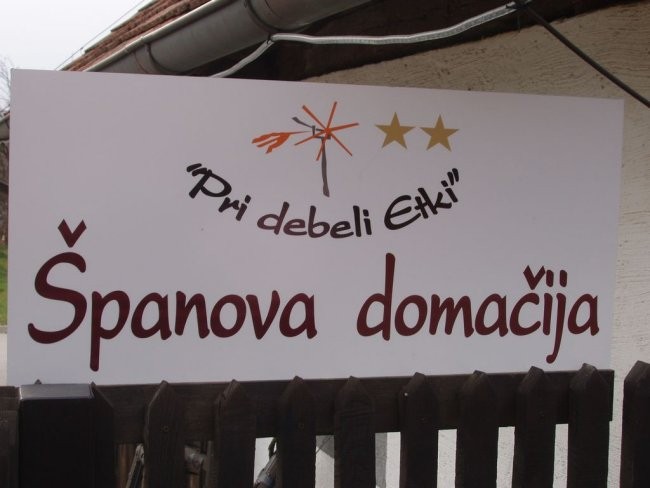 "Pri debeli Etki"
Španova domačija